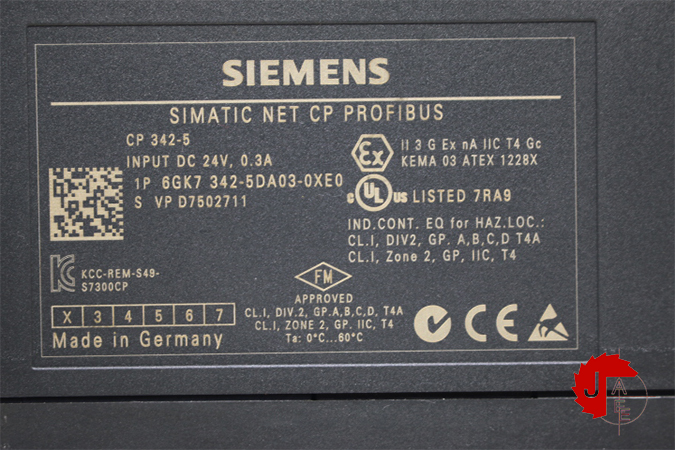 SIEMENS
SIMATIC NET CP PROFIBUS
CP 342-5
INPUT DC 24V, 0.3A
1P 6GK7 342-5DA03-0XE0
S VP D7502711
Ex
II 3 G Ex nA IIC T4 Gc
KEMA 03 ATEX 1228X
C UL US LISTED 7RA9
IND.CONT. EQ for HAZ.LOC.:
CL.I, DIV2, GP. A,B,C,D T4A
CL.I, Zone 2, GP, IIC, T4
KCC-REM-S49-
S7300CP
FM
APPROVED
CL.I, DIV.2, GP.A,B,C,D, T4A
CL.I, ZONE 2, GP. IIC, T4
Ta: 0°C...60°C
X 3 4 5 6 7
Made in Germany
CE
J